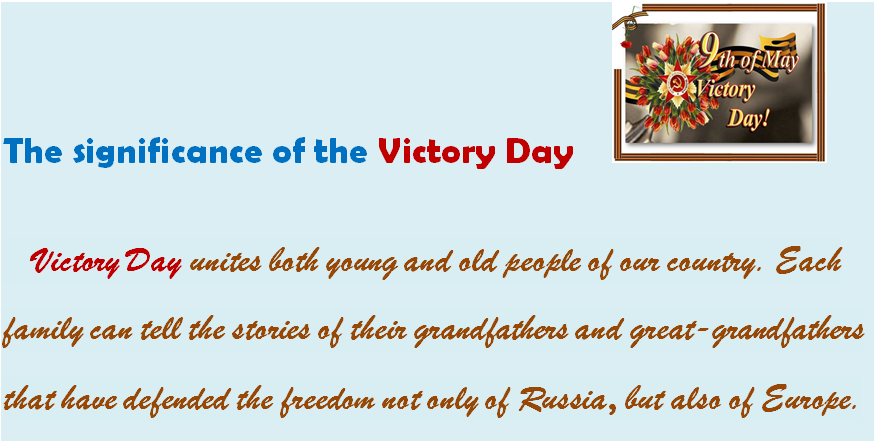 9th of May
Victory
Day!
The significance of the Victory Day
Victory Day unites both young and old people of our country. Each
family can tell the stories of their grandfathers and great-grandfathers
that have defended the freedom not only of Russia, but also of Europe.